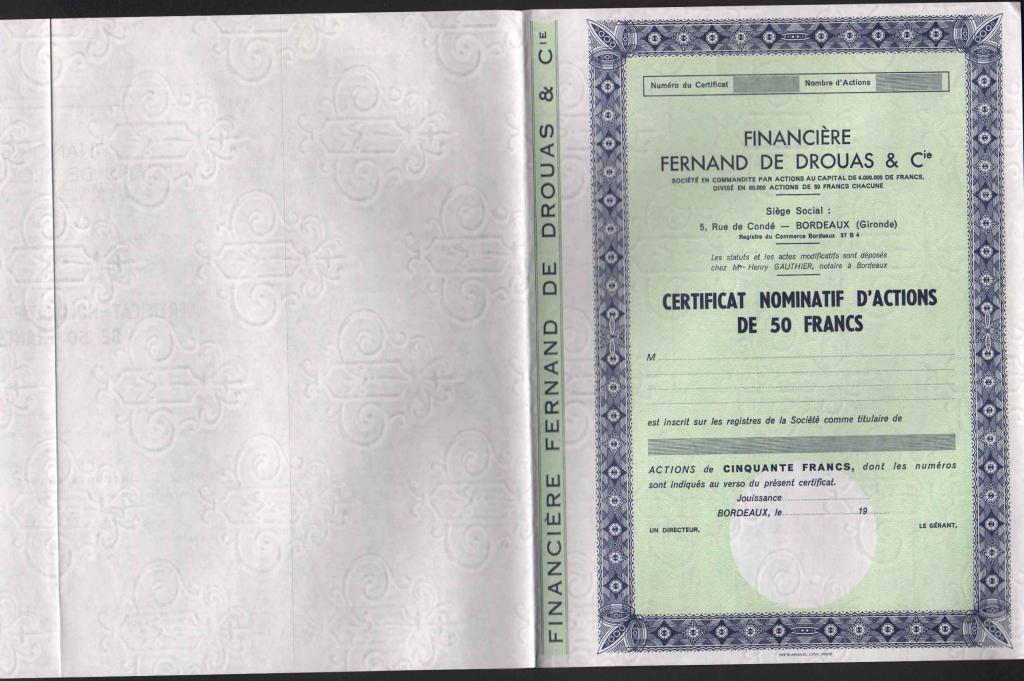 FINANCIÈRE FERNAND DE DROUAS & CIE
Numéro du Certificat
Nombre d'Actions
FINANCIÈRE
FERNAND DE DROUAS & Cie
SOCIÉTÉ EN COMMANDITE PAR ACTIONS AU CAPITAL DE 4.000.000 DE FRANCS,
DIVISÉ EN 80.000 ACTIONS DE 50 FRANCS CHACUNE
Siège Social :
5, Rue de Condé — BORDEAUX (Gironde)
Registre du Commerce Bordeaux 57 B 4
Les statuts et les actes modificatifs sont déposés
chez Me Henry GAUTHIER, notaire à Bordeaux
CERTIFICAT NOMINATIF D'ACTIONS
DE 50 FRANCS
M
est inscrit sur les registres de la Société comme titulaire de
ACTIONS de CINQUANTE FRANCS, dont les numéros
sont indiqués au verso du présent certificat.
Jouissance
BORDEAUX, le 19
UN DIRECTEUR,
LE GÉRANT,